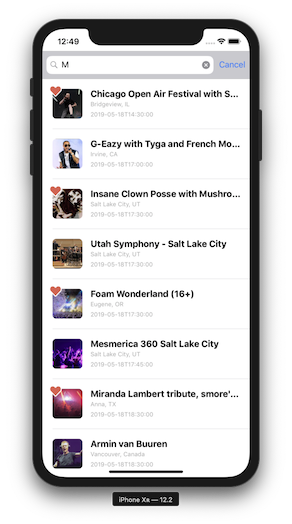 12:49
M
Cancel
Chicago Open Air Festival with S...
Bridgeview, IL
2019-05-18T14:30:00
G-Eazy with Tyga and French Mo...
Irvine, CA
2019-05-18T17:00:00
Insane Clown Posse with Mushro...
Salt Lake City, UT
2019-05-18T17:30:00
Utah Symphony - Salt Lake City
Salt Lake City, UT
2019-05-18T17:30:00
Foam Wonderland (16+)
Eugene, OR
2019-05-18T17:30:00
Mesmerica 360 Salt Lake City
Salt Lake City, UT
2019-05-18T17:45:00
Miranda Lambert tribute, smore'...
Anna, TX
2019-05-18T18:30:00
Armin van Buuren
Vancouver, Canada
2019-05-18T18:30:00
iPhone XR — 12.2